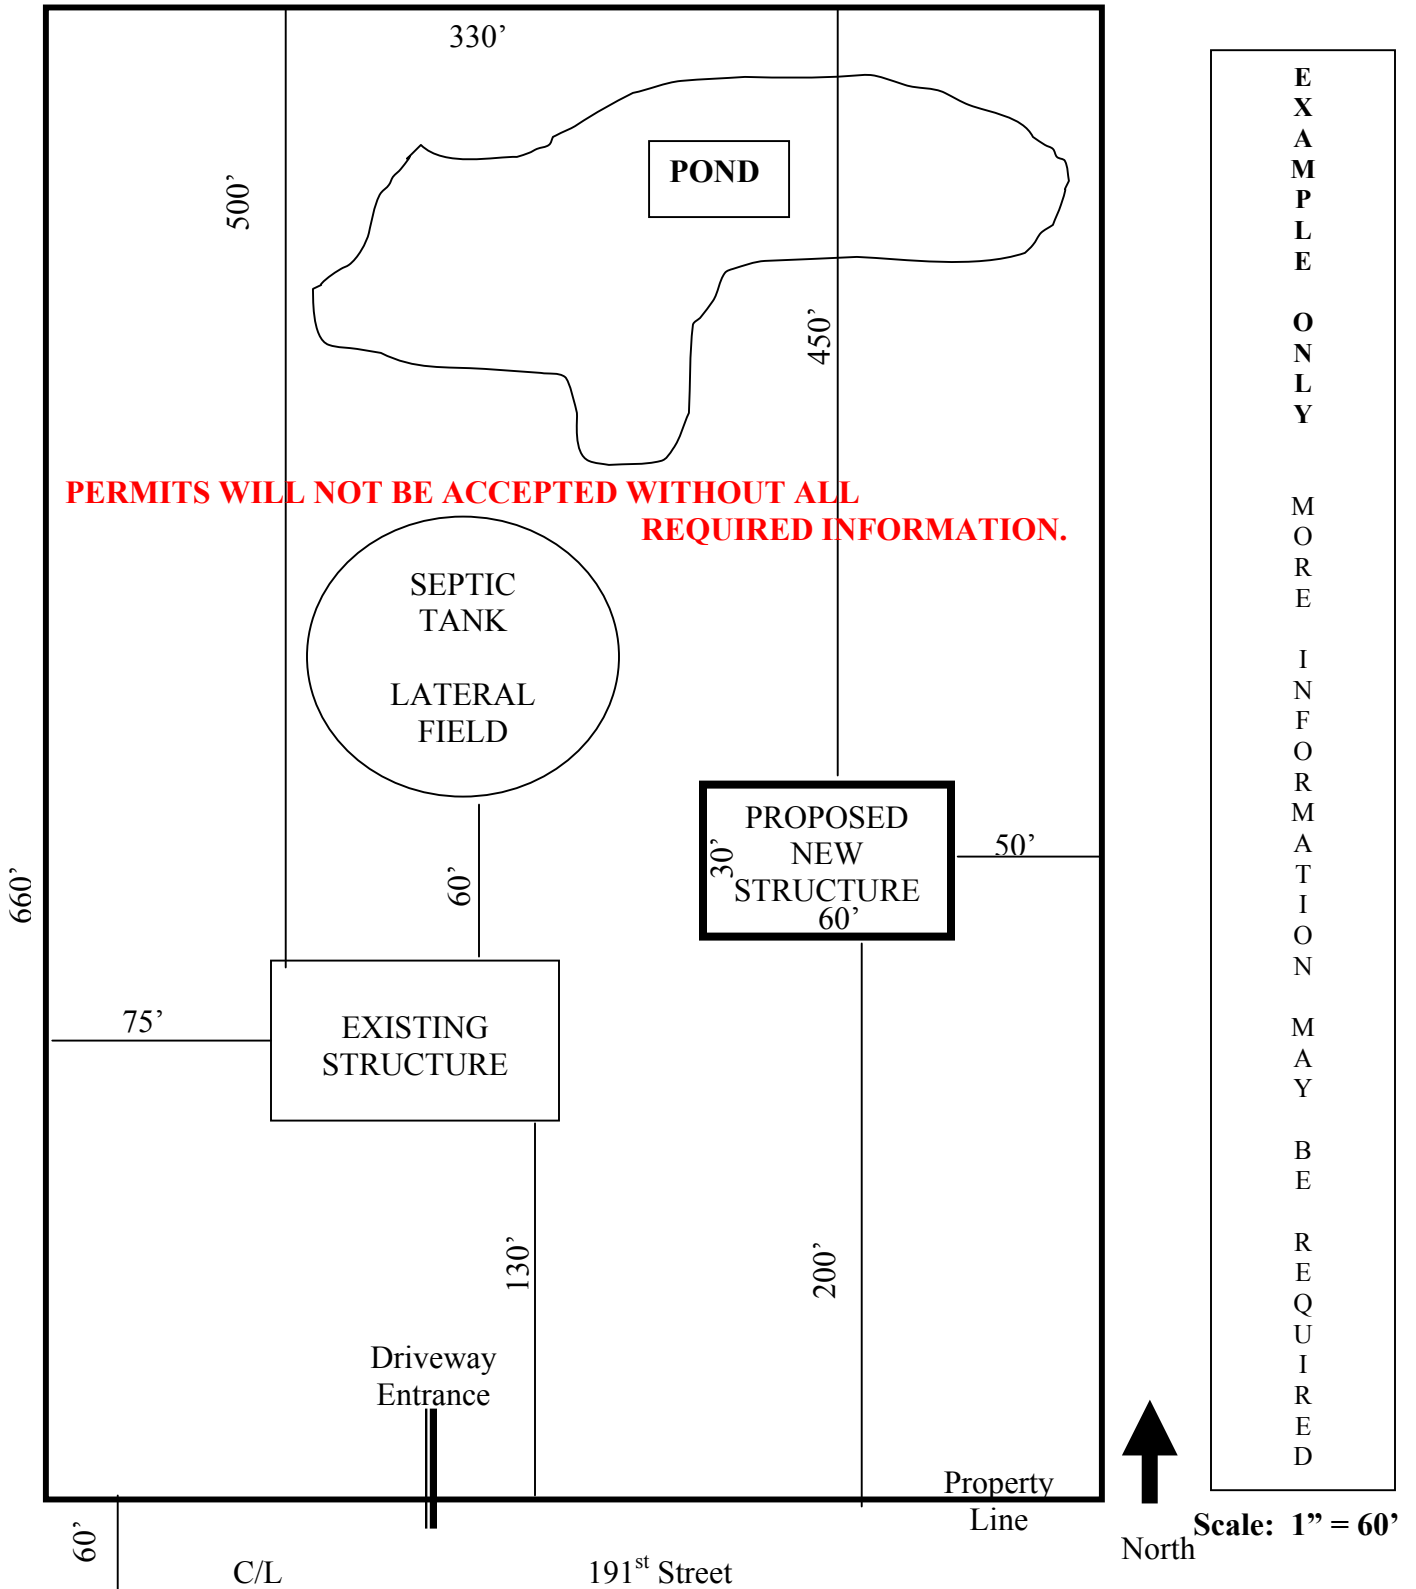 330’
500’
POND
450’
PERMITS WILL NOT BE ACCEPTED WITHOUT ALL
REQUIRED INFORMATION.
SEPTIC
TANK
LATERAL
FIELD
660’
60’
PROPOSED
NEW
STRUCTURE
30’
60’
50’
75’
EXISTING
STRUCTURE
130’
200’
Driveway
Entrance
Property
Line
60’
C/L
191st Street
North
Scale: 1” = 60’
EXAMPLE ONLY MORE INFORMATION MAY BE REQUIRED